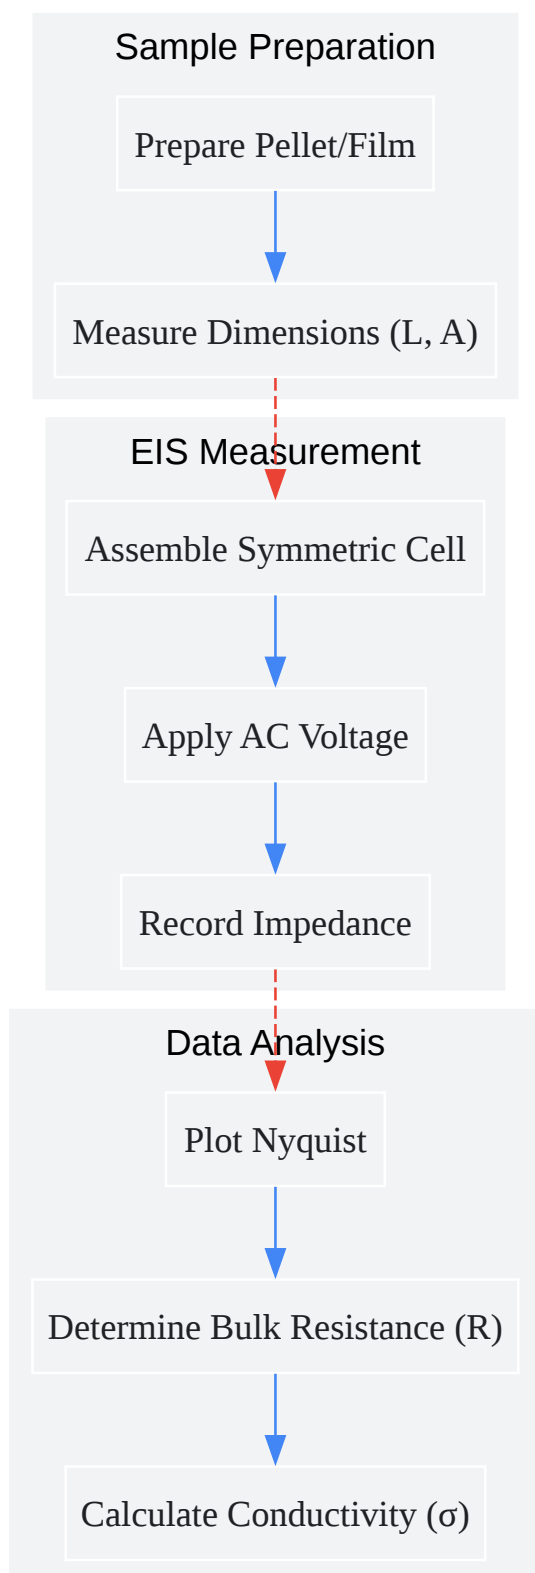 Sample Preparation
Prepare Pellet/Film
Measure Dimensions (L, A)
EIS Measurement
Assemble Symmetric Cell
Apply AC Voltage
Record Impedance
Data Analysis
Plot Nyquist
Determine Bulk Resistance (R)
Calculate Conductivity (σ)